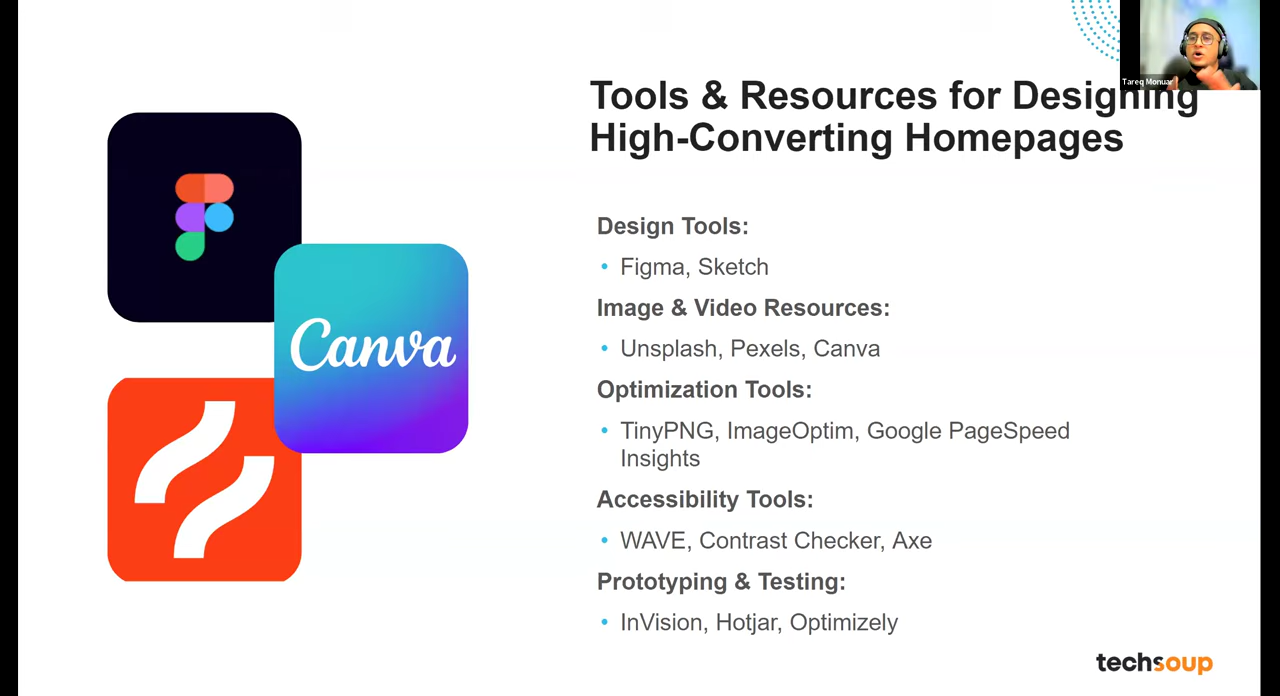 Tareq Monuar
Tools & Resources for Designing
High-Converting Homepages
Design Tools:
• Figma, Sketch
Image & Video Resources:
• Unsplash, Pexels, Canva
Optimization Tools:
• TinyPNG, ImageOptim, Google PageSpeed
Insights
Accessibility Tools:
• WAVE, Contrast Checker, Axe
Prototyping & Testing:
• InVision, Hotjar, Optimizely
Canva
techsoup